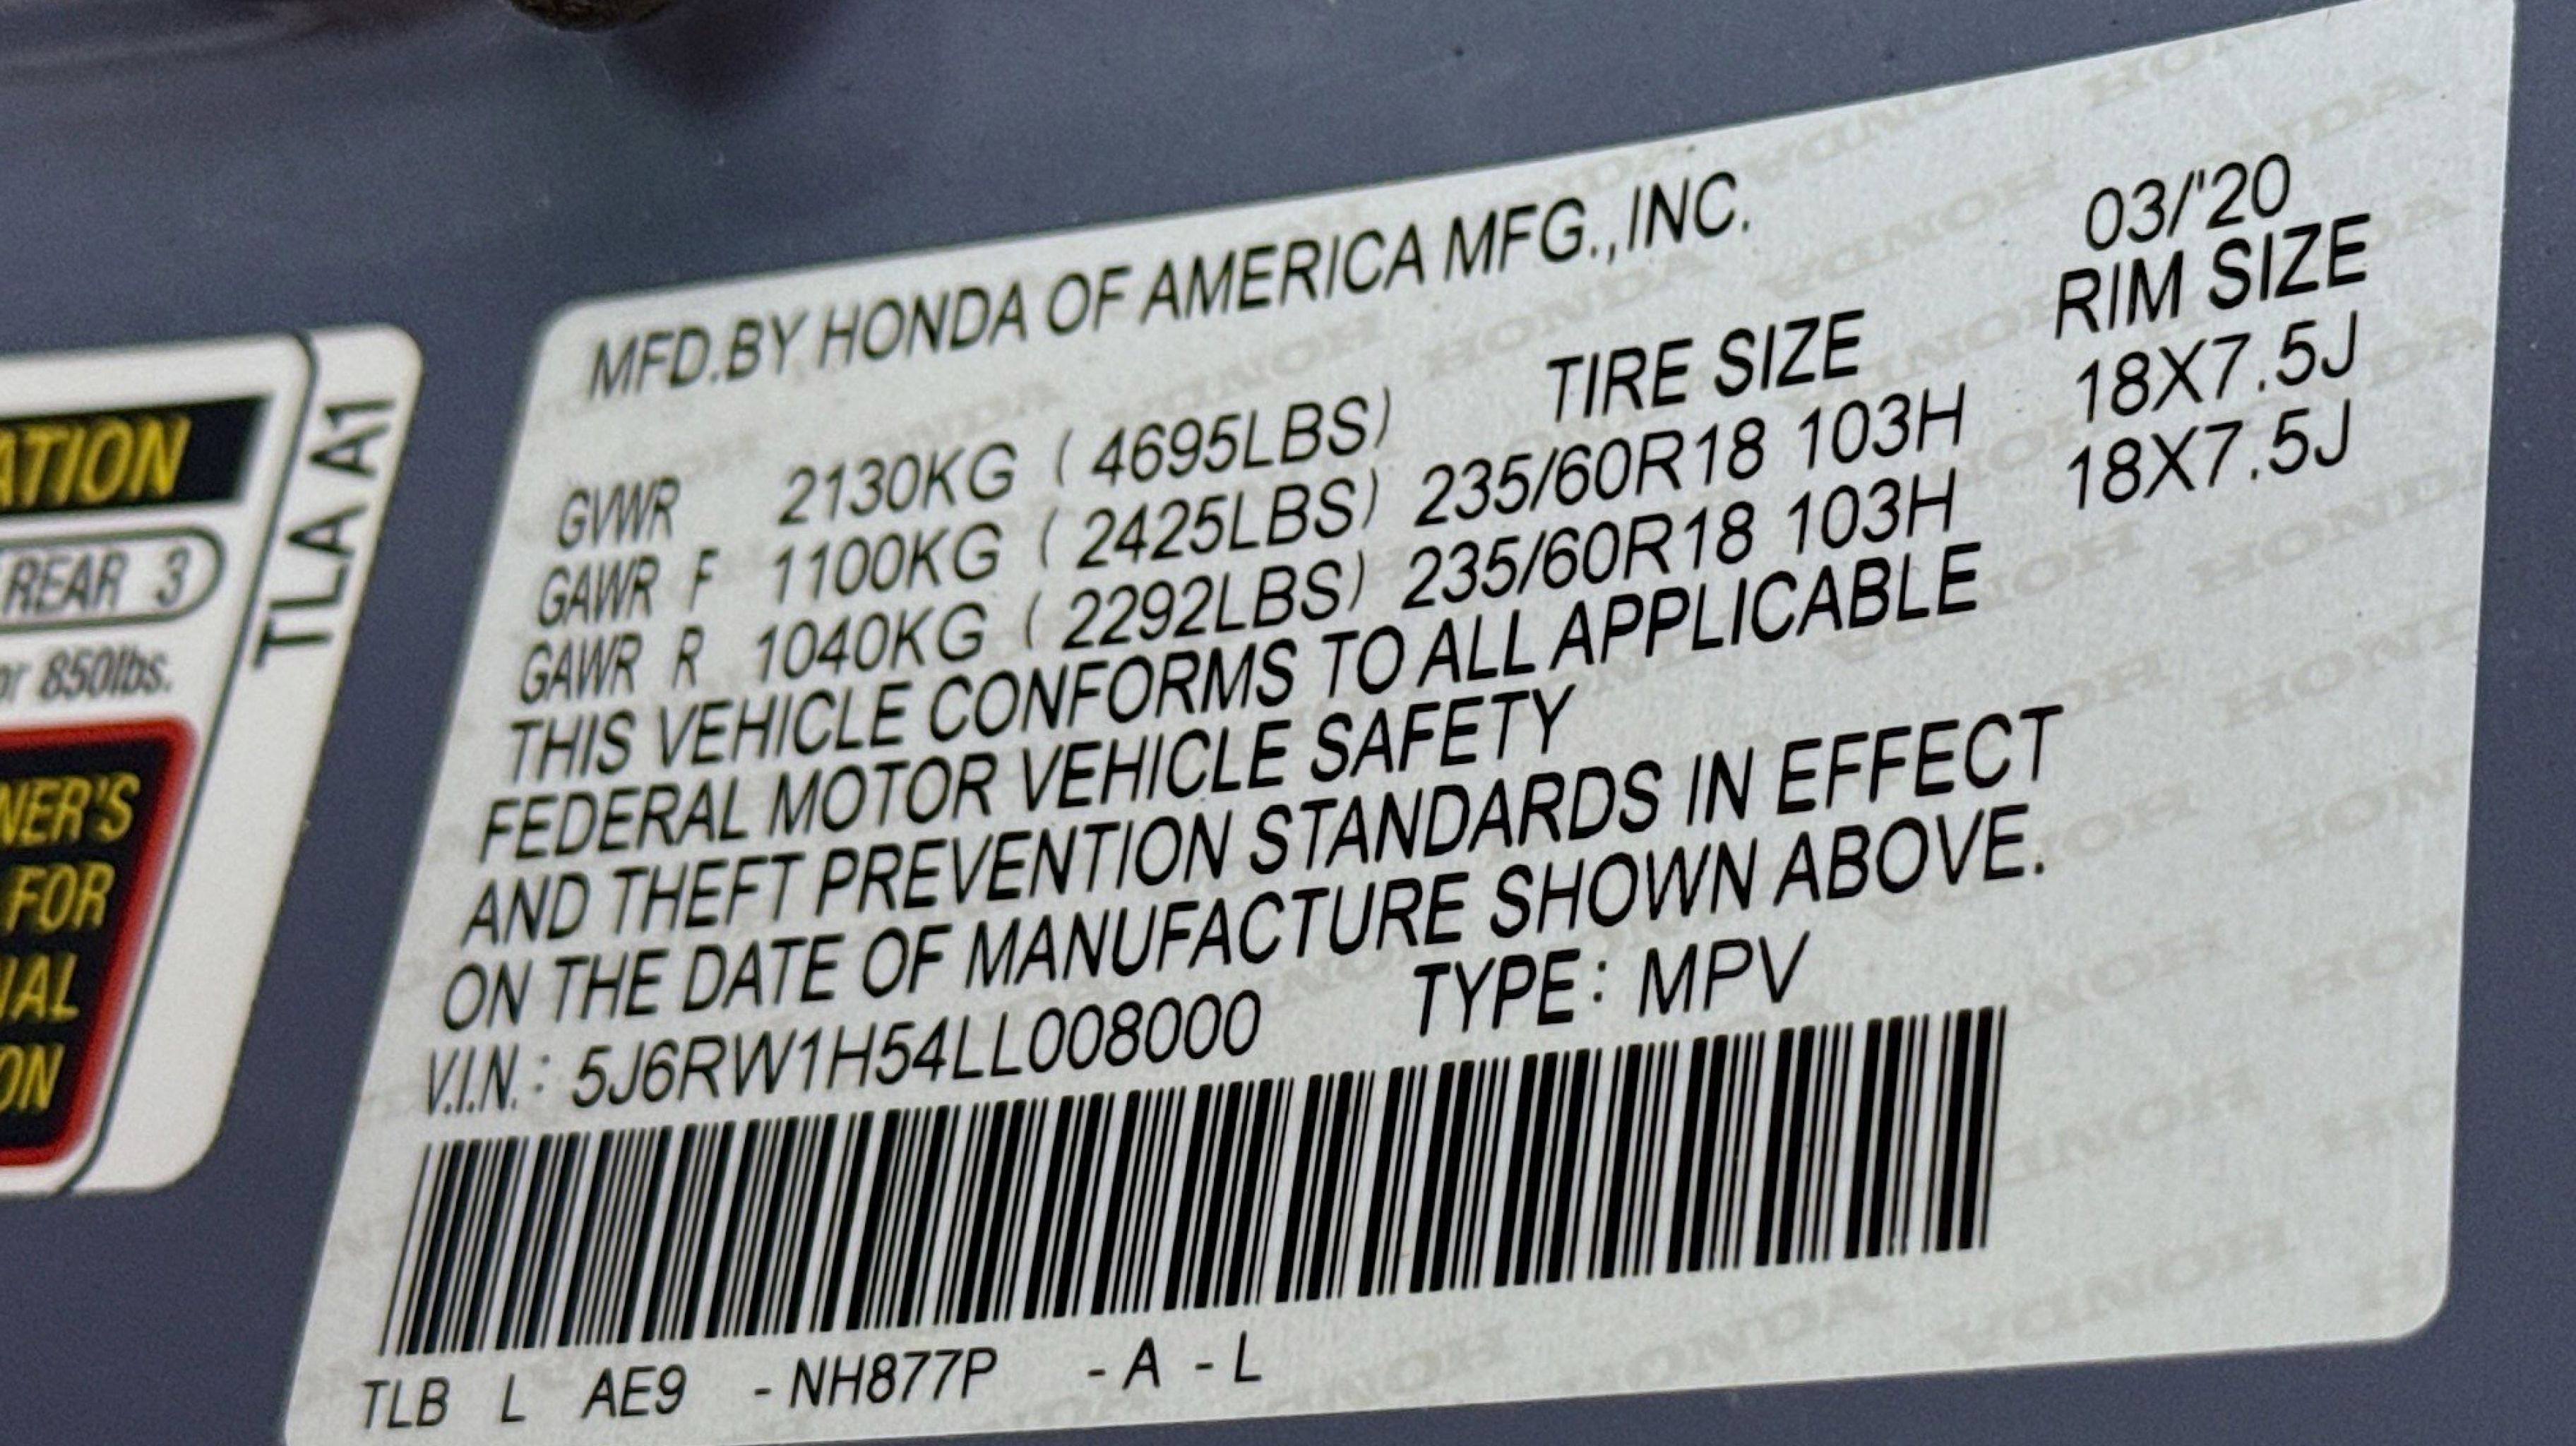 ATION
REAR 3
or 850lbs.
NER'S
FOR
ON
TLA A1
MFD.BY HONDA OF AMERICA MFG.,INC.
03/'20
TIRE SIZE RIM SIZE
GVWR 2130KG ( 4695LBS)
GAWR F 1100KG ( 2425LBS) 235/60R18 103H 18X7.5J
GAWR R 1040KG ( 2292LBS) 235/60R18 103H 18X7.5J
THIS VEHICLE CONFORMS TO ALL APPLICABLE
FEDERAL MOTOR VEHICLE SAFETY
AND THEFT PREVENTION STANDARDS IN EFFECT
ON THE DATE OF MANUFACTURE SHOWN ABOVE.
V.I.N.: 5J6RW1H54LL008000 TYPE: MPV
TLB L AE9 -NH877P -A -L